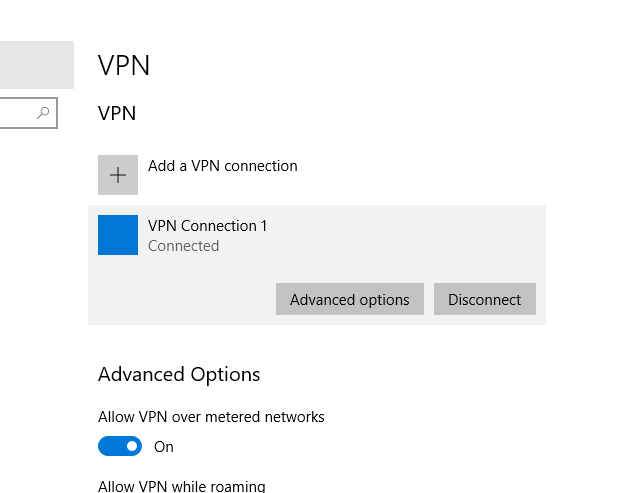 VPN
VPN
Add a VPN connection
VPN Connection 1
Connected
Advanced options
Disconnect
Advanced Options
Allow VPN over metered networks
On
Allow VPN while roaming